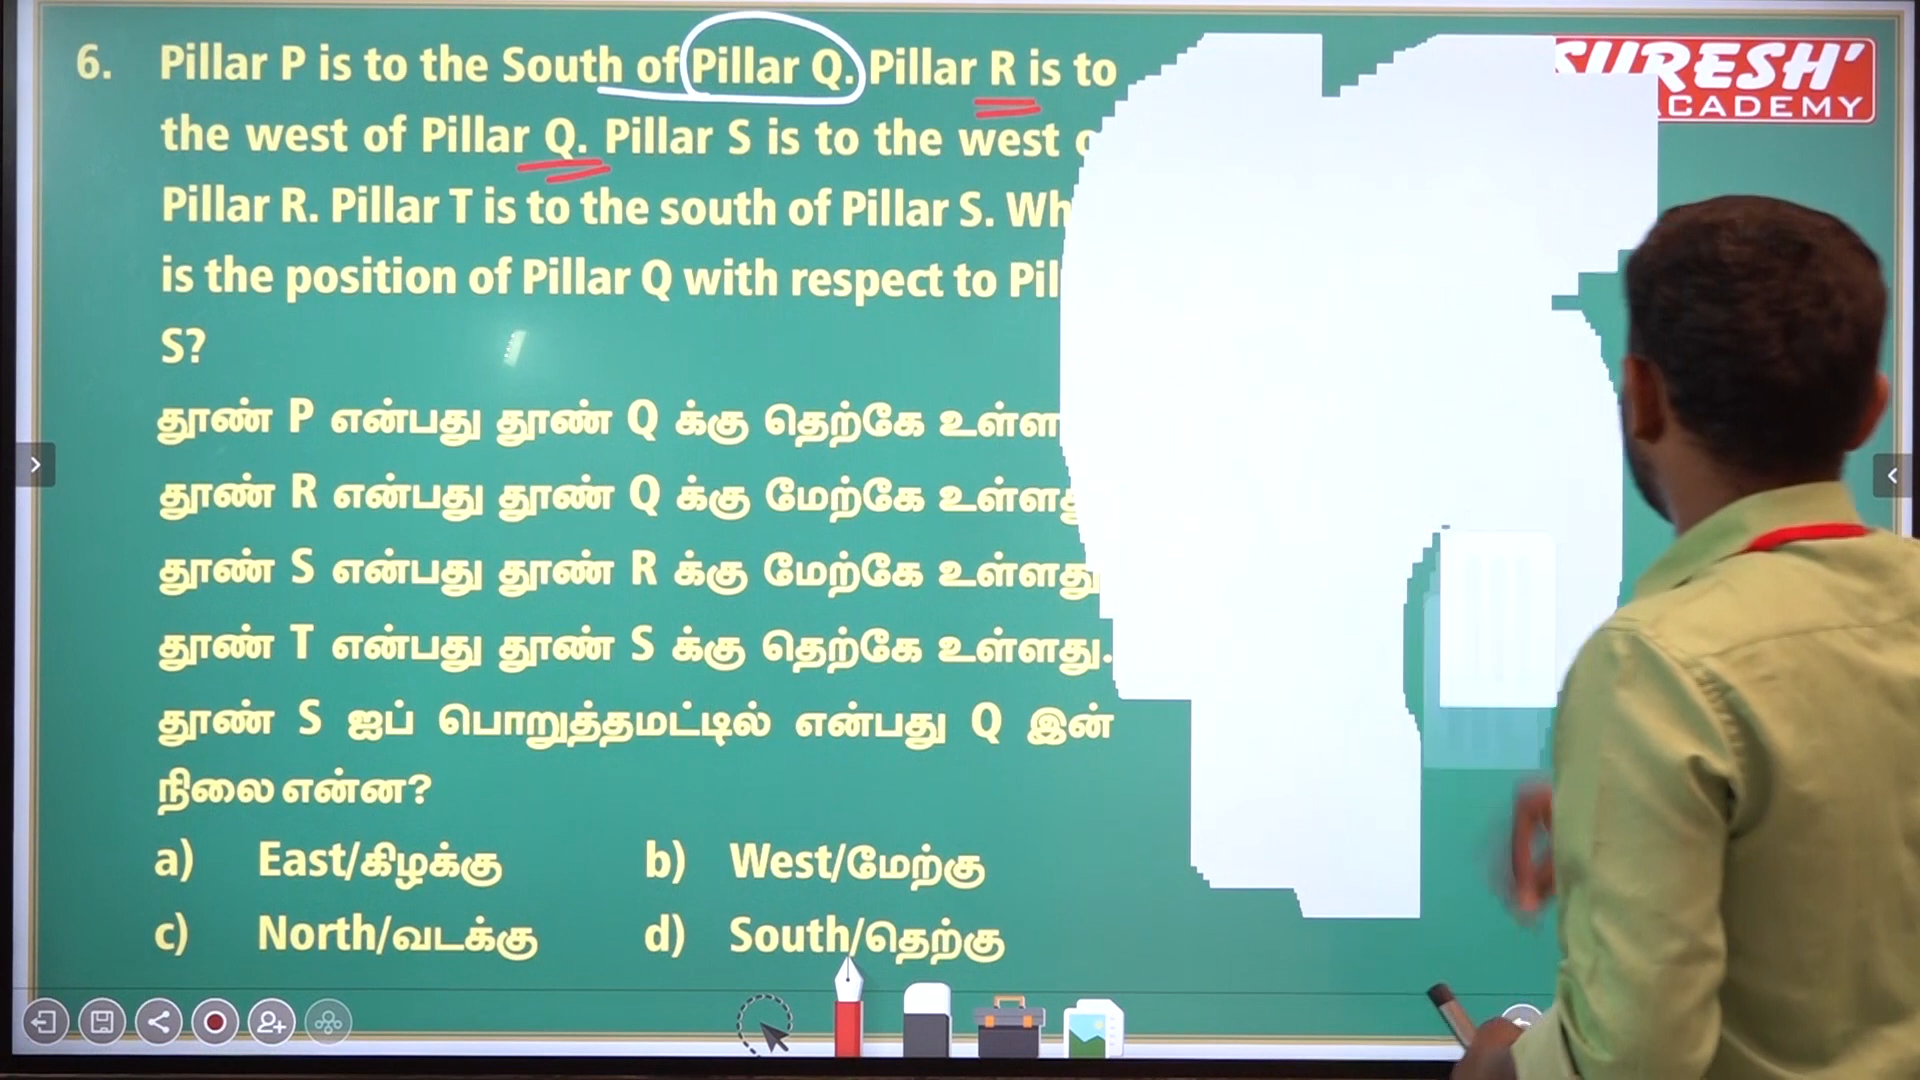 6. Pillar P is to the South of Pillar Q. Pillar R is to
the west of Pillar Q. Pillar S is to the west
Pillar R. Pillar T is to the south of Pillar S.
is the position of Pillar Q with respect to
S?
தூண் P என்பது தூண் Q க்கு தெற்கே
தூண் R என்பது தூண் Q க்கு மேற்கே
தூண் S என்பது தூண் R க்கு மேற்கே உள்ளது
தூண் T என்பது தூண் S க்கு தெற்கே உள்ளது.
தூண் S ஐப் பொறுத்தமட்டில் என்பது Q இன்
நிலை என்ன?
a) East/கிழக்கு b) West/மேற்கு
c) North/வடக்கு d) South/தெற்கு
SURESH'
ACADEMY